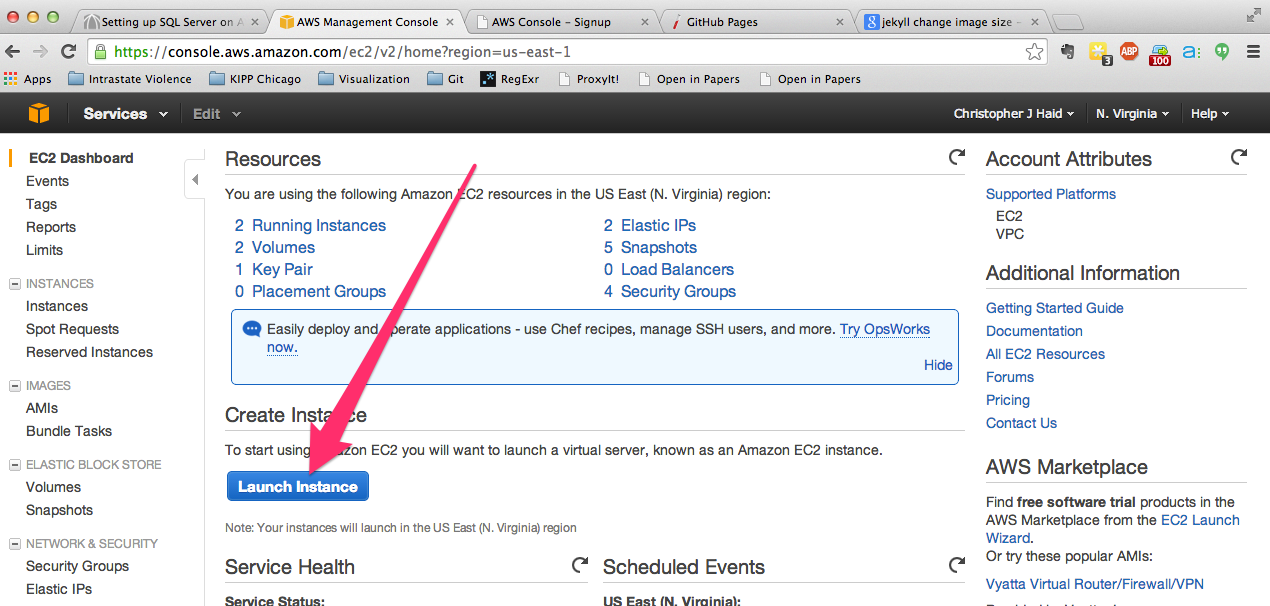 Setting up SQL Server on A
AWS Management Console
AWS Console – Signup
GitHub Pages
jekyll change image size –
https://console.aws.amazon.com/ec2/v2/home?region=us-east-1
3
ABP
100
a:
Apps
Intrastate Violence
KIPP Chicago
Visualization
Git
.*
RegExr
ProxyIt!
Open in Papers
Open in Papers
Services
Edit
Christopher J Haid
N. Virginia
Help
EC2 Dashboard
Events
Tags
Reports
Limits
INSTANCES
Instances
Spot Requests
Reserved Instances
IMAGES
AMIs
Bundle Tasks
ELASTIC BLOCK STORE
Volumes
Snapshots
NETWORK & SECURITY
Security Groups
Elastic IPs
Resources
You are using the following Amazon EC2 resources in the US East (N. Virginia) region:
2 Running Instances
2 Elastic IPs
2 Volumes
5 Snapshots
1 Key Pair
0 Load Balancers
0 Placement Groups
4 Security Groups
Easily deploy and operate applications - use Chef recipes, manage SSH users, and more. Try OpsWorks
now.
Hide
Create Instance
To start using Amazon EC2 you will want to launch a virtual server, known as an Amazon EC2 instance.
Launch Instance
Note: Your instances will launch in the US East (N. Virginia) region
Service Health
Service Status:
Scheduled Events
US East (N. Virginia):
Account Attributes
Supported Platforms
EC2
VPC
Additional Information
Getting Started Guide
Documentation
All EC2 Resources
Forums
Pricing
Contact Us
AWS Marketplace
Find free software trial products in the
AWS Marketplace from the EC2 Launch
Wizard.
Or try these popular AMIs:
Vyatta Virtual Router/Firewall/VPN